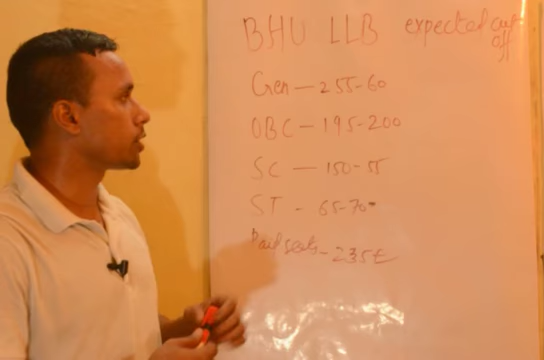 BHU LLB expected cut off
Gen - 255-60
OBC - 195-200
SC - 150-55
ST - 65-70
Paid seats - 235±